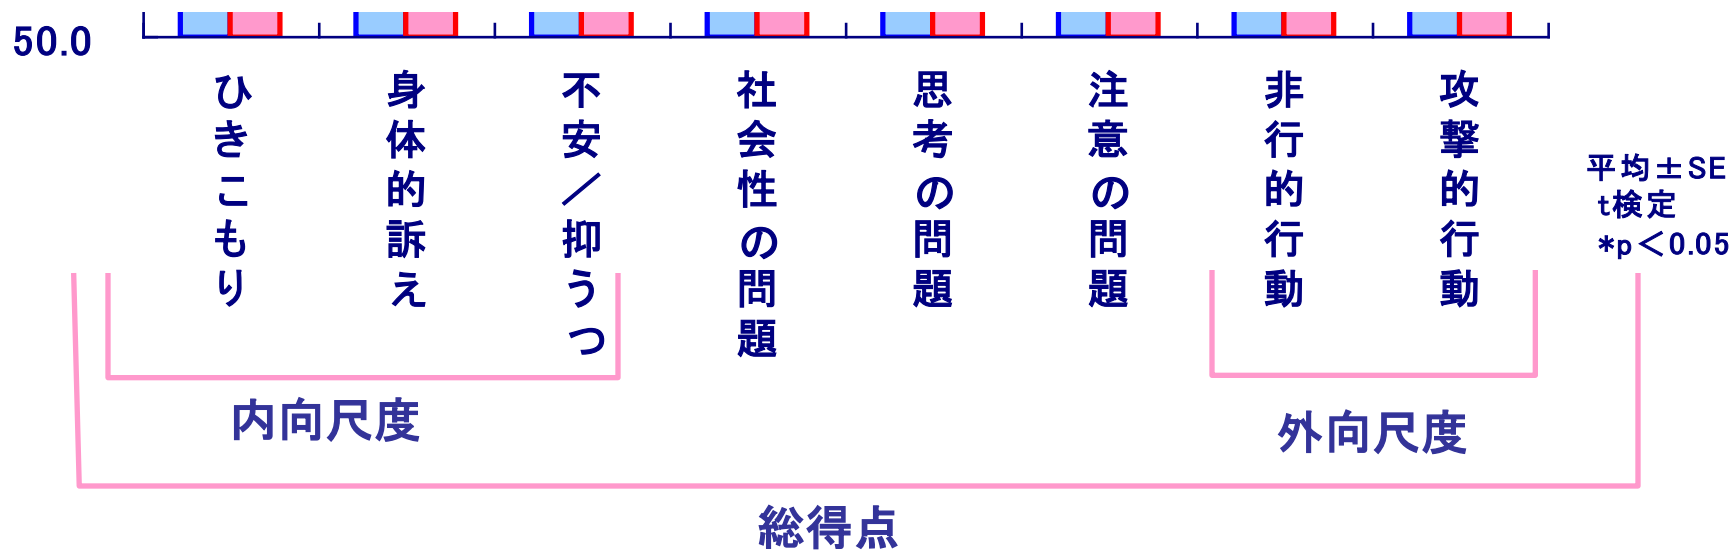 50.0
ひきこもり
身体的訴え
不安／抑うつ
社会性の問題
思考の問題
注意の問題
非行的行動
攻撃的行動
平均±SE
t検定
*p＜0.05
内向尺度
外向尺度
総得点